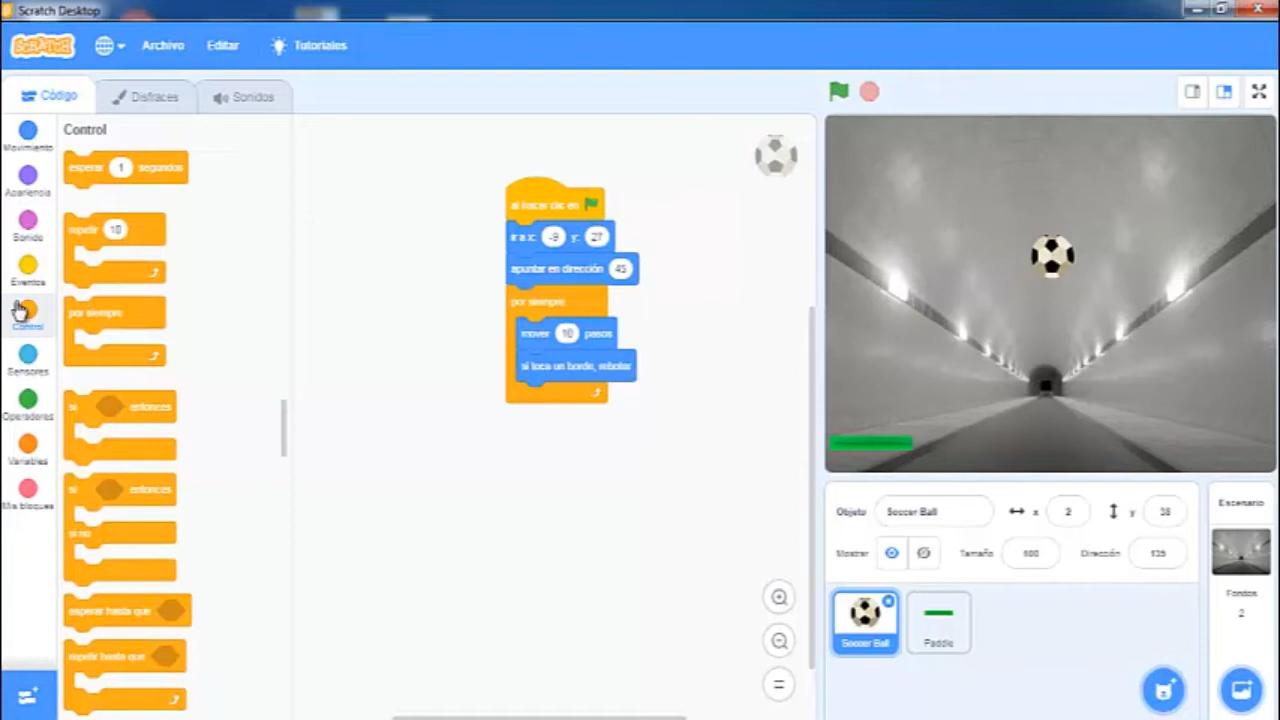 Scratch Desktop
SCRATCH
Archivo
Editar
Tutoriales
Código
Disfraces
Sonidos
Movimiento
Apariencia
Sonido
Eventos
Control
Sensores
Operadores
Variables
Mis bloques
Control
esperar 1 segundos
repetir 10
por siempre
si entonces
si entonces
si no
esperar hasta que
repetir hasta que
al hacer clic en
ir a x: -9 y: 27
apuntar en dirección 45
por siempre
mover 10 pasos
si toca un borde, rebotar
Objeto Soccer Ball x 2 y 38
Mostrar Tamaño 100 Dirección 135
Soccer Ball
Paddle
Escenario
Fondos
2